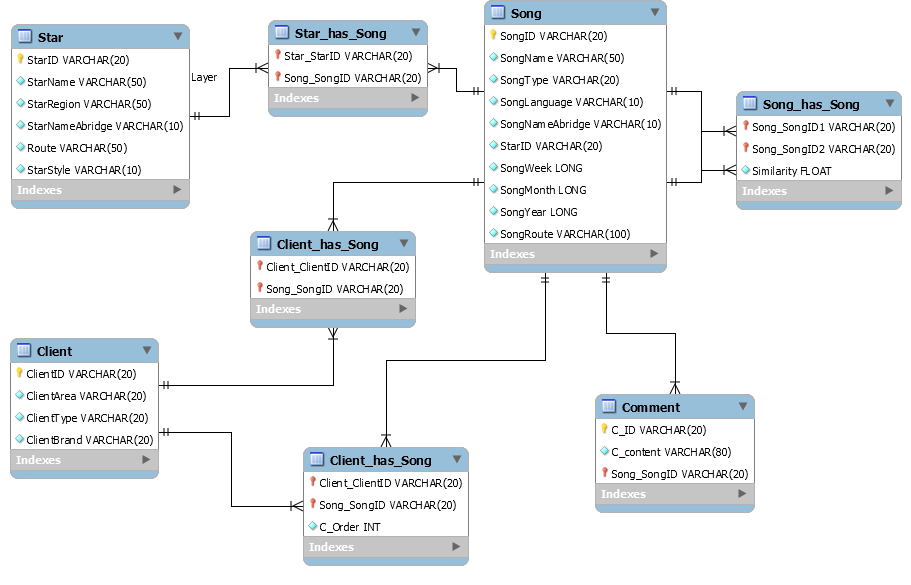 Star
StarID VARCHAR(20)
StarName VARCHAR(50)
StarRegion VARCHAR(50)
StarNameAbridge VARCHAR(10)
Route VARCHAR(50)
StarStyle VARCHAR(10)
Indexes
Layer
Star_has_Song
Star_StarID VARCHAR(20)
Song_SongID VARCHAR(20)
Indexes
Song
SongID VARCHAR(20)
SongName VARCHAR(50)
SongType VARCHAR(20)
SongLanguage VARCHAR(10)
SongNameAbridge VARCHAR(10)
StarID VARCHAR(20)
SongWeek LONG
SongMonth LONG
SongYear LONG
SongRoute VARCHAR(100)
Indexes
Song_has_Song
Song_SongID1 VARCHAR(20)
Song_SongID2 VARCHAR(20)
Similarity FLOAT
Indexes
Client_has_Song
Client_ClientID VARCHAR(20)
Song_SongID VARCHAR(20)
Indexes
Client
ClientID VARCHAR(20)
ClientArea VARCHAR(20)
ClientType VARCHAR(20)
ClientBrand VARCHAR(20)
Indexes
Client_has_Song
Client_ClientID VARCHAR(20)
Song_SongID VARCHAR(20)
C_Order INT
Indexes
Comment
C_ID VARCHAR(20)
C_content VARCHAR(80)
Song_SongID VARCHAR(20)
Indexes